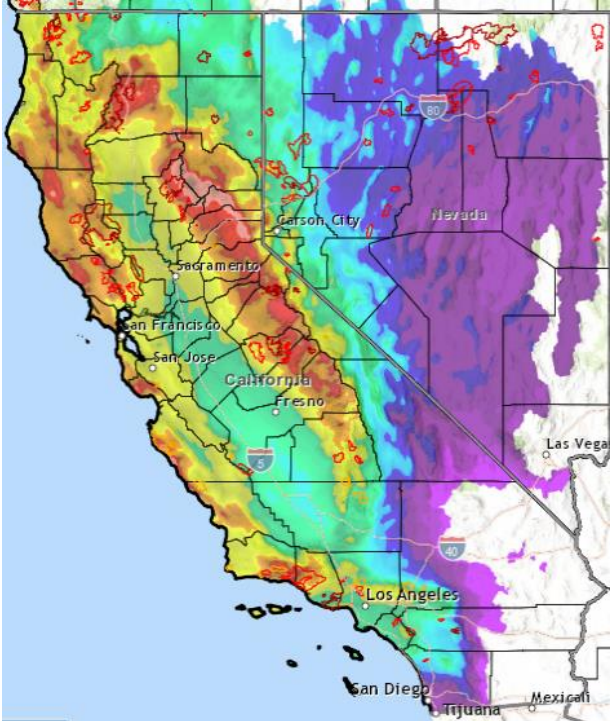 80
Nevada
Carson City
Sacramento
San Francisco
San Jose
California
Fresno
5
Las Vega
40
Los Angeles
San Diego
Tijuana
Mexicali